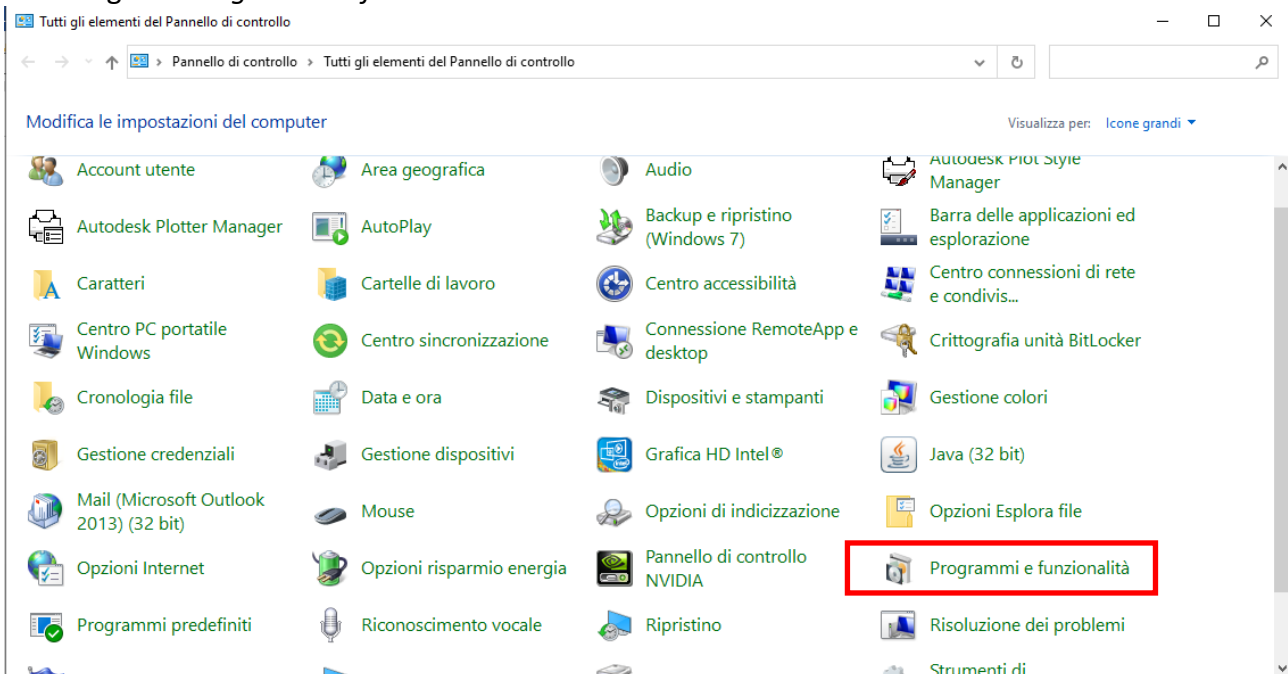 Tutti gli elementi del Pannello di controllo
Pannello di controllo > Tutti gli elementi del Pannello di controllo
Modifica le impostazioni del computer
Visualizza per: Icone grandi
Account utente
Area geografica
Audio
Autodesk Plot Style
Manager
Autodesk Plotter Manager
AutoPlay
Backup e ripristino
(Windows 7)
Barra delle applicazioni ed
esplorazione
Caratteri
Cartelle di lavoro
Centro accessibilità
Centro connessioni di rete
e condivis...
Centro PC portatile
Windows
Centro sincronizzazione
Connessione RemoteApp e
desktop
Crittografia unità BitLocker
Cronologia file
Data e ora
Dispositivi e stampanti
Gestione colori
Gestione credenziali
Gestione dispositivi
Grafica HD Intel®
Java (32 bit)
Mail (Microsoft Outlook
2013) (32 bit)
Mouse
Opzioni di indicizzazione
Opzioni Esplora file
Opzioni Internet
Opzioni risparmio energia
Pannello di controllo
NVIDIA
Programmi e funzionalità
Programmi predefiniti
Riconoscimento vocale
Ripristino
Risoluzione dei problemi
Strumenti di